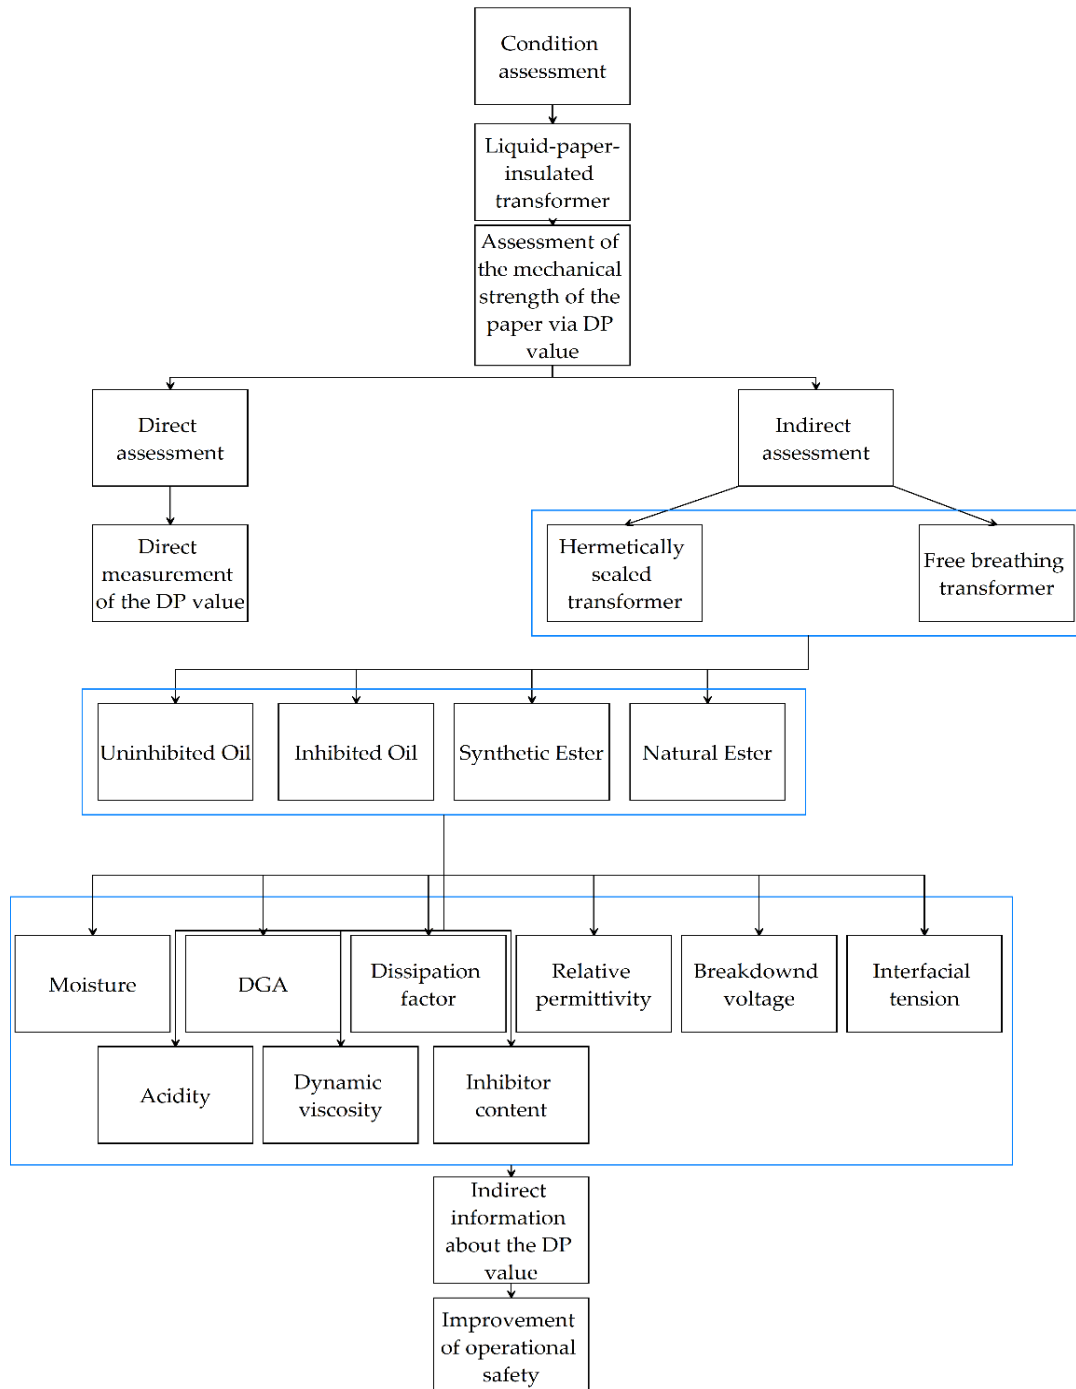 Condition
assessment
Liquid-paper-
insulated
transformer
Assessment of
the mechanical
strength of the
paper via DP
value
Direct
assessment
Indirect
assessment
Direct
measurement
of the DP value
Hermetically
sealed
transformer
Free breathing
transformer
Uninhibited Oil
Inhibited Oil
Synthetic Ester
Natural Ester
Moisture
DGA
Dissipation
factor
Relative
permittivity
Breakdownd
voltage
Interfacial
tension
Acidity
Dynamic
viscosity
Inhibitor
content
Indirect
information
about the DP
value
Improvement
of operational
safety